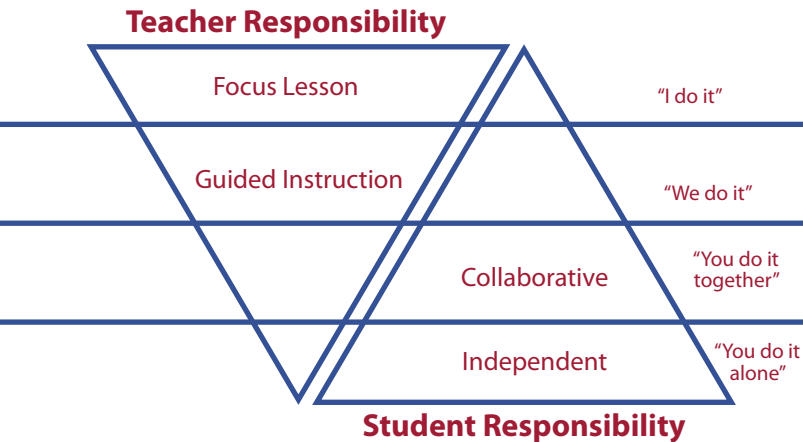 Teacher Responsibility
Focus Lesson
“I do it”
Guided Instruction
“We do it”
Collaborative
“You do it
together”
Independent
“You do it
alone”
Student Responsibility